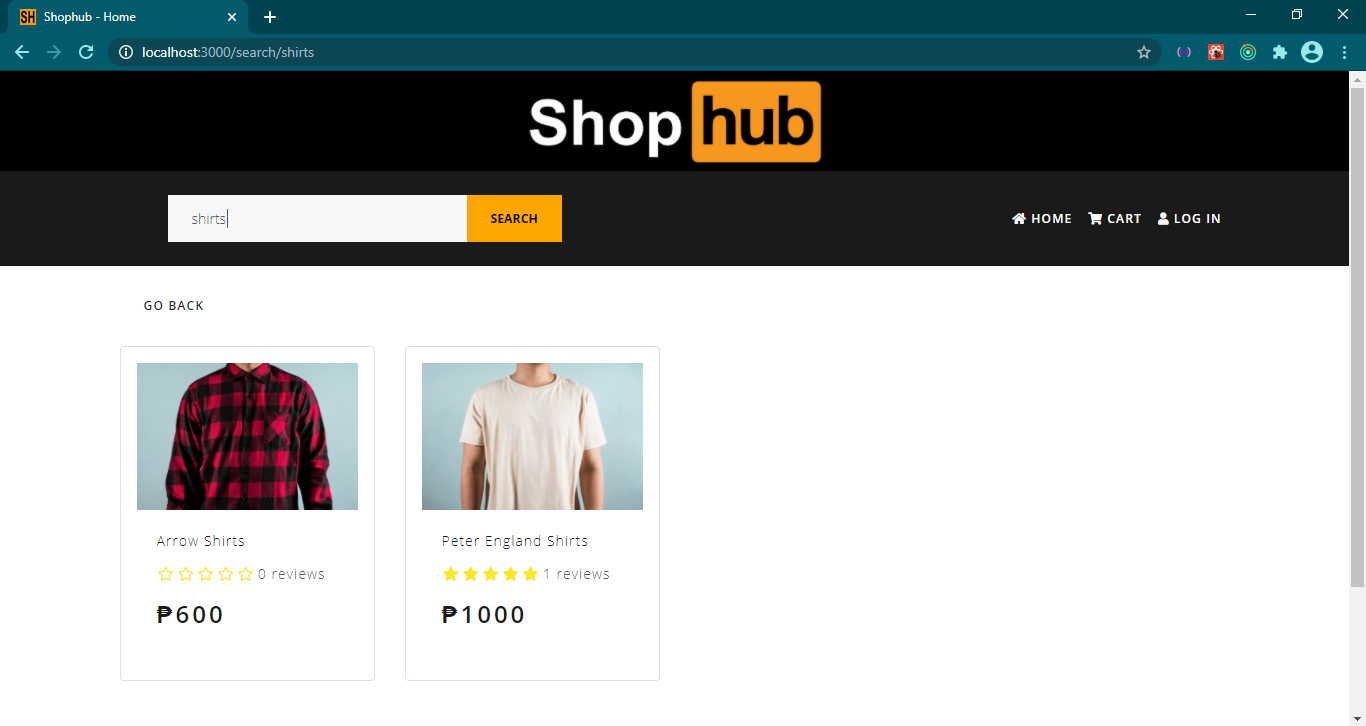 SH Shophub - Home
localhost:3000/search/shirts
Shop hub
shirts SEARCH HOME CART LOG IN
GO BACK
Arrow Shirts
0 reviews
₱600
Peter England Shirts
1 reviews
₱1000